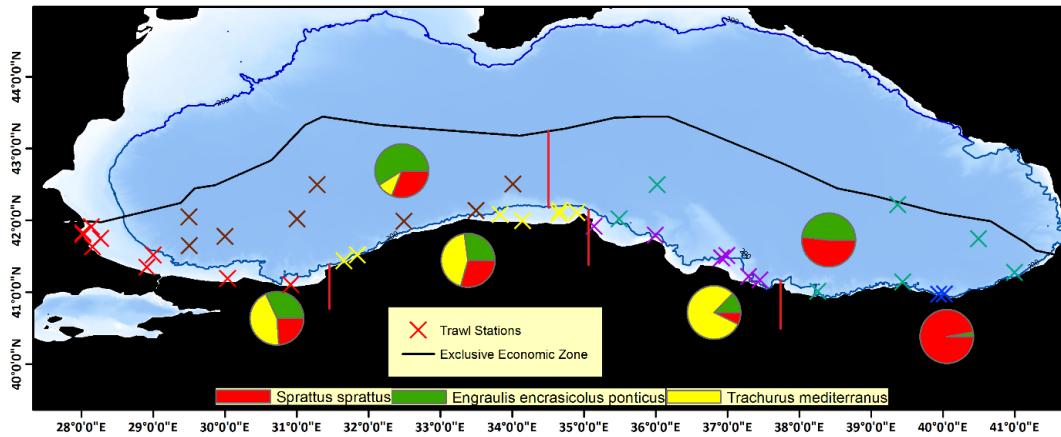 44°0'0"N
43°0'0"N
42°0'0"N
41°0'0"N
40°0'0"N
200
200
Trawl Stations
Exclusive Economic Zone
Sprattus sprattus Engraulis encrasicolus ponticus Trachurus mediterranus
28°0'0"E 29°0'0"E 30°0'0"E 31°0'0"E 32°0'0"E 33°0'0"E 34°0'0"E 35°0'0"E 36°0'0"E 37°0'0"E 38°0'0"E 39°0'0"E 40°0'0"E 41°0'0"E